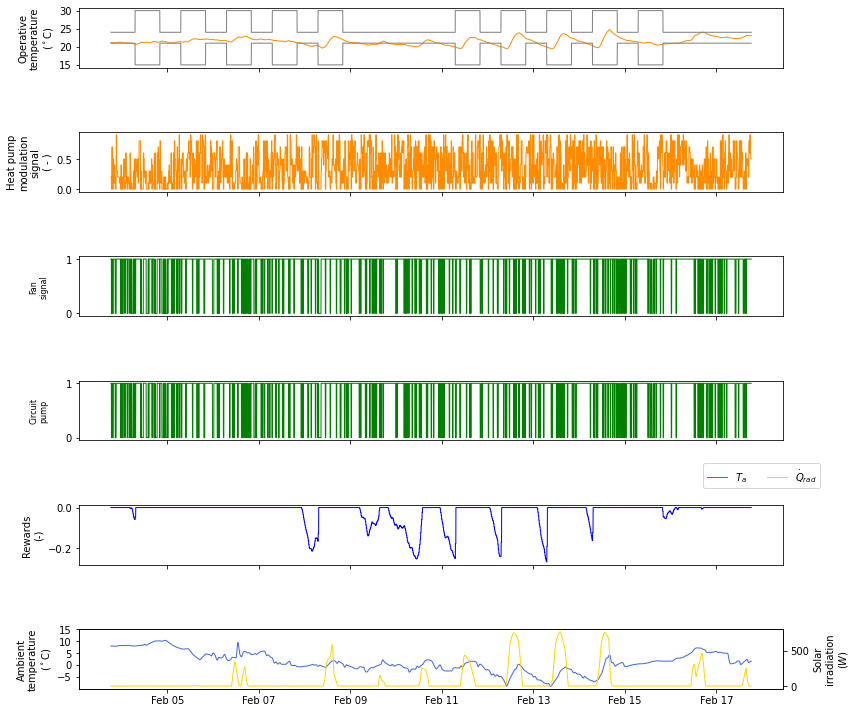 Operative
temperature
(°C)
30
25
20
15
Heat pump
modulation
signal
( - )
0.5
0.0
Fan
signal
1
0
Circuit
pump
1
0
T_a Q̇_rad
Rewards
(-)
0.0
−0.2
Ambient
temperature
(°C)
15
10
5
0
−5
500
0
Solar
irradiation
(W)
Feb 05 Feb 07 Feb 09 Feb 11 Feb 13 Feb 15 Feb 17